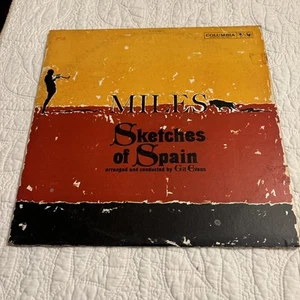 COLUMBIA
MILES
Sketches
of Spain
arranged and conducted by Gil Evans